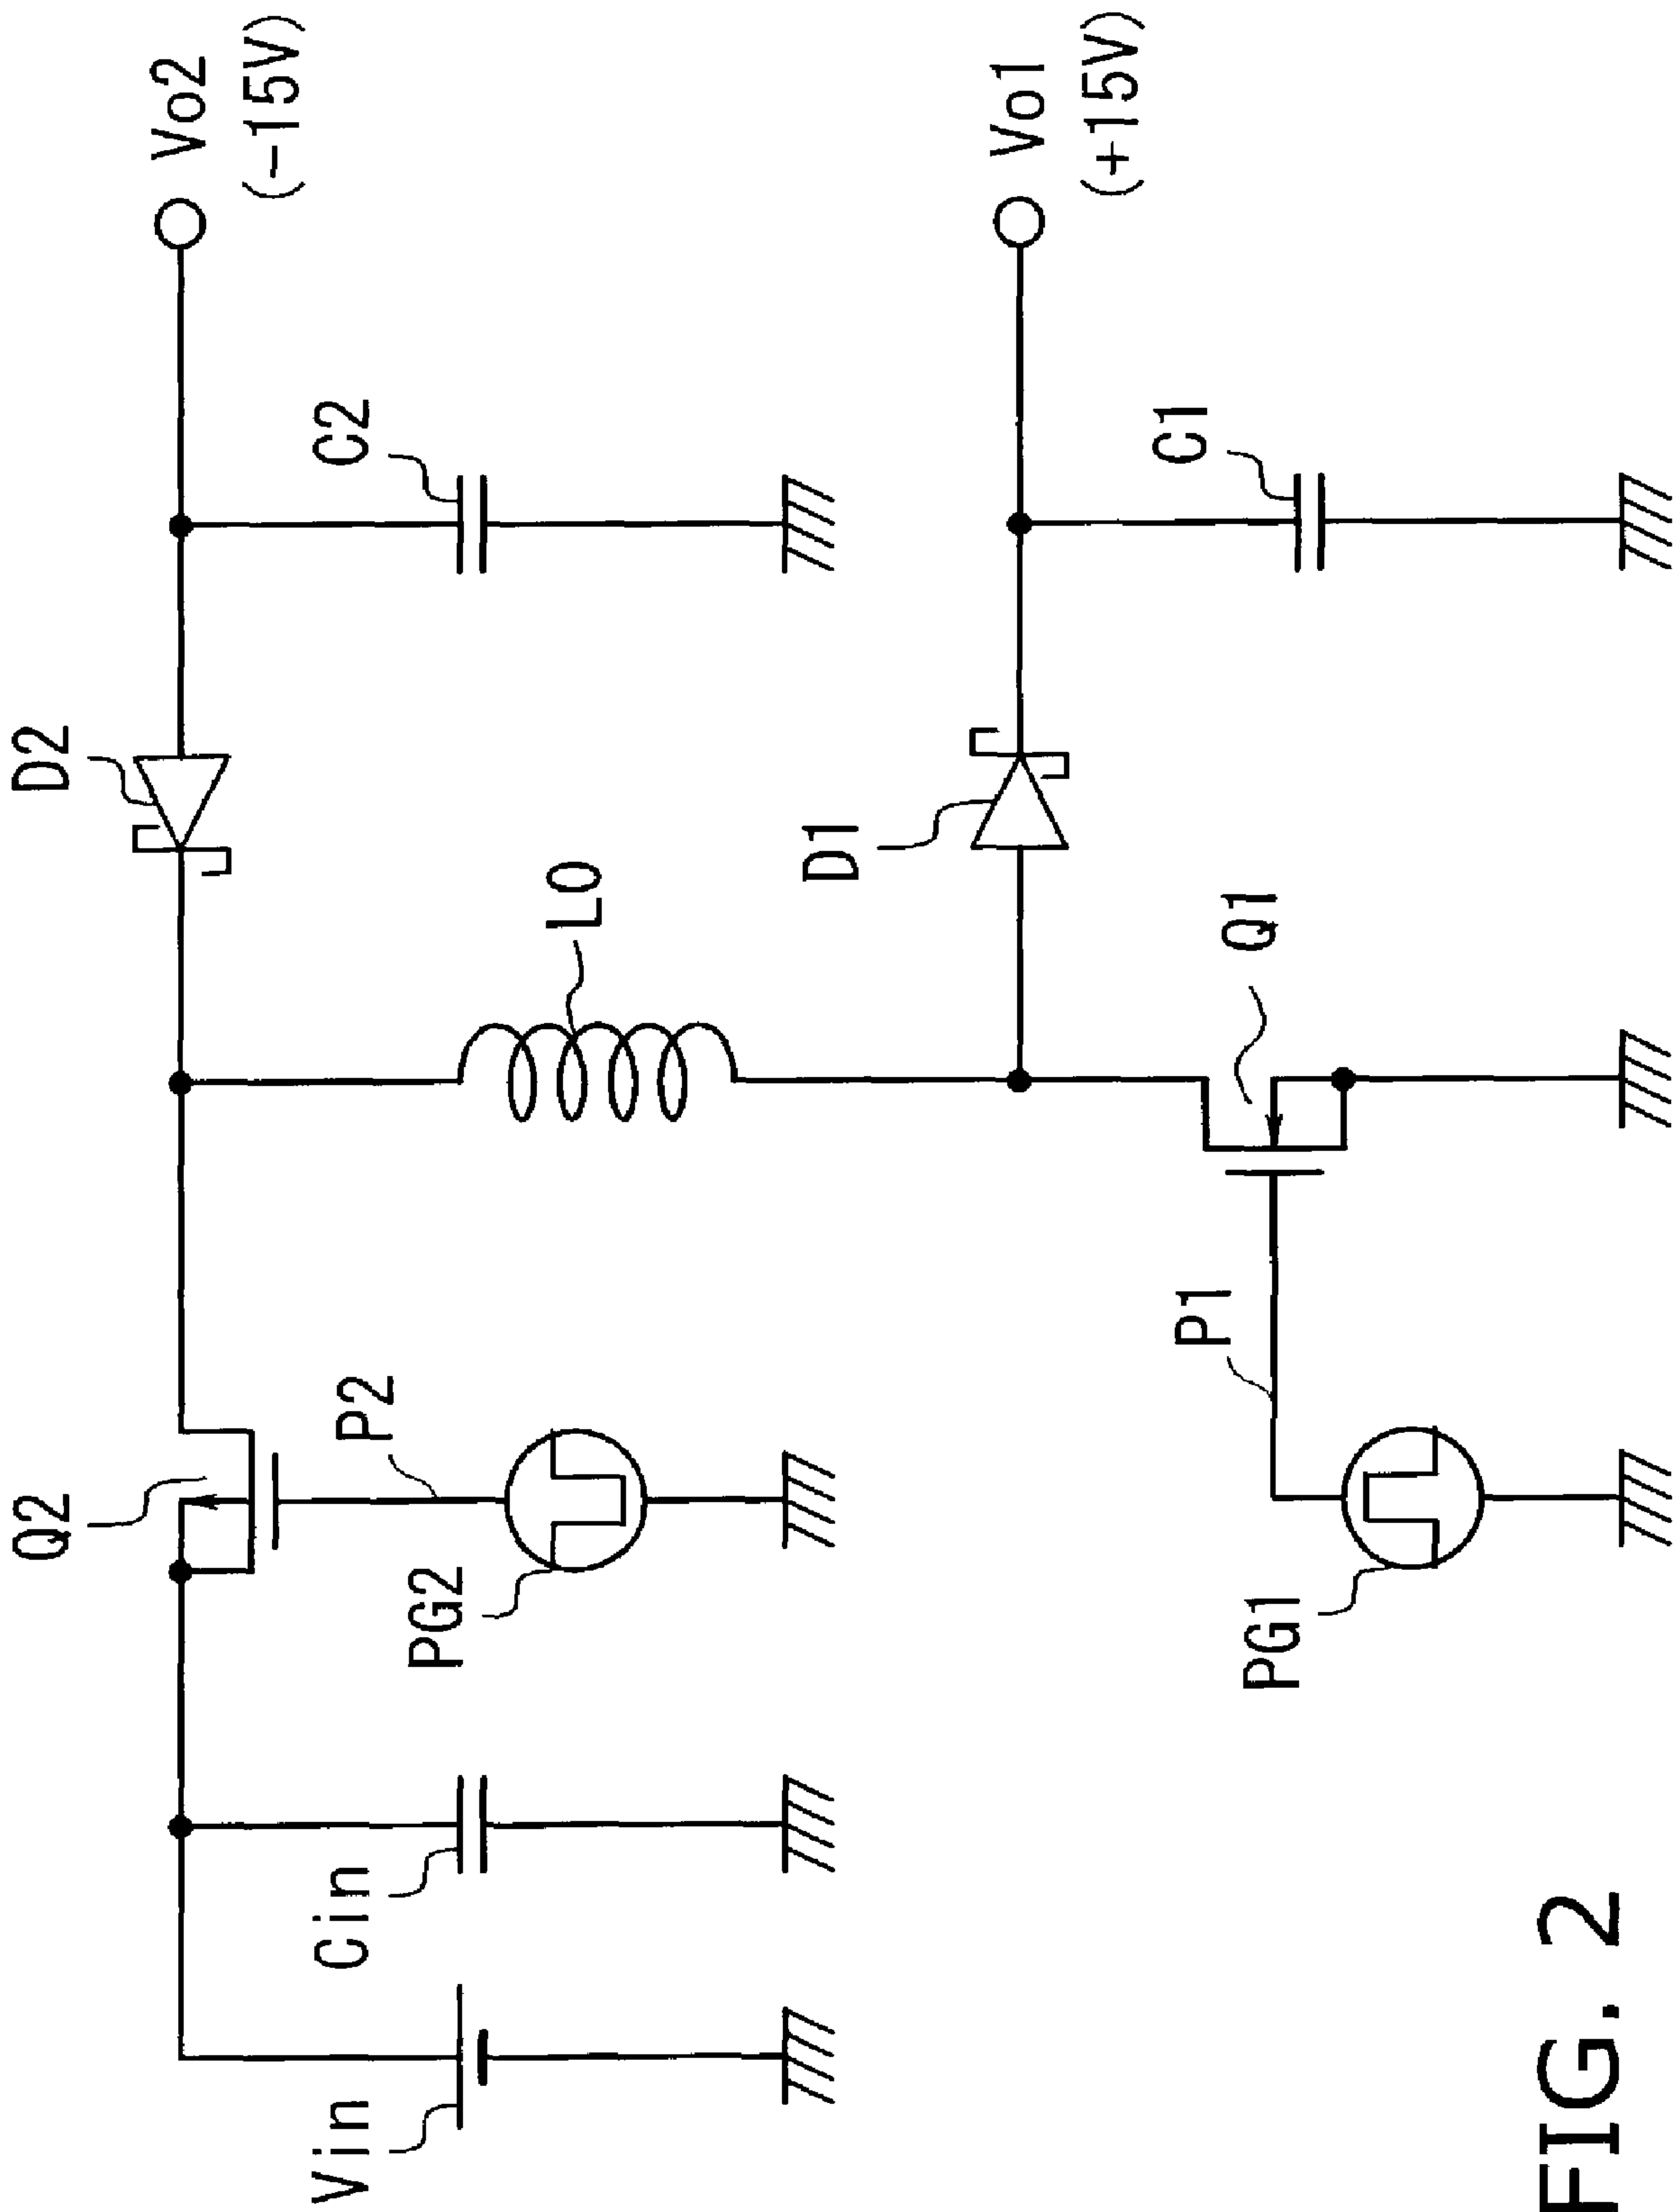 Vo2
(-15V)
D2
C2
Q2
P2
L0
PG2
Cin
Vin
Vo1
(+15V)
D1
C1
Q1
P1
PG1
FIG. 2